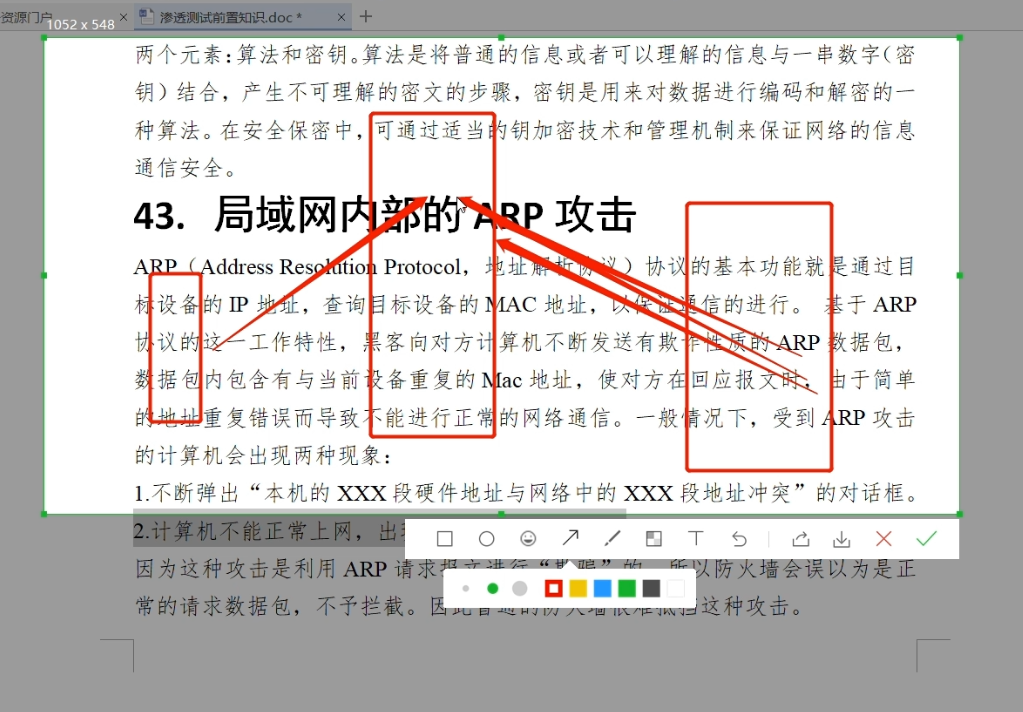 资源门户
渗透测试前置知识.doc *
1052 x 548
两个元素：算法和密钥。算法是将普通的信息或者可以理解的信息与一串数字（密
钥）结合，产生不可理解的密文的步骤，密钥是用来对数据进行编码和解密的一
种算法。在安全保密中，可通过适当的钥加密技术和管理机制来保证网络的信息
通信安全。
43. 局域网内部的 ARP 攻击
ARP（Address Resolution Protocol，地址解析协议）协议的基本功能就是通过目
标设备的 IP 地址，查询目标设备的 MAC 地址，以保证通信的进行。 基于 ARP
协议的这一工作特性，黑客向对方计算机不断发送有欺诈性质的 ARP 数据包，
数据包内包含有与当前设备重复的 Mac 地址，使对方在回应报文时，由于简单
的地址重复错误而导致不能进行正常的网络通信。一般情况下，受到 ARP 攻击
的计算机会出现两种现象：
1.不断弹出“本机的 XXX 段硬件地址与网络中的 XXX 段地址冲突”的对话框。
2.计算机不能正常上网，出
因为这种攻击是利用 ARP 请求报文进行“欺骗”的，所以防火墙会误以为是正
常的请求数据包，不予拦截。因此普通的防火墙很难抵挡这种攻击。